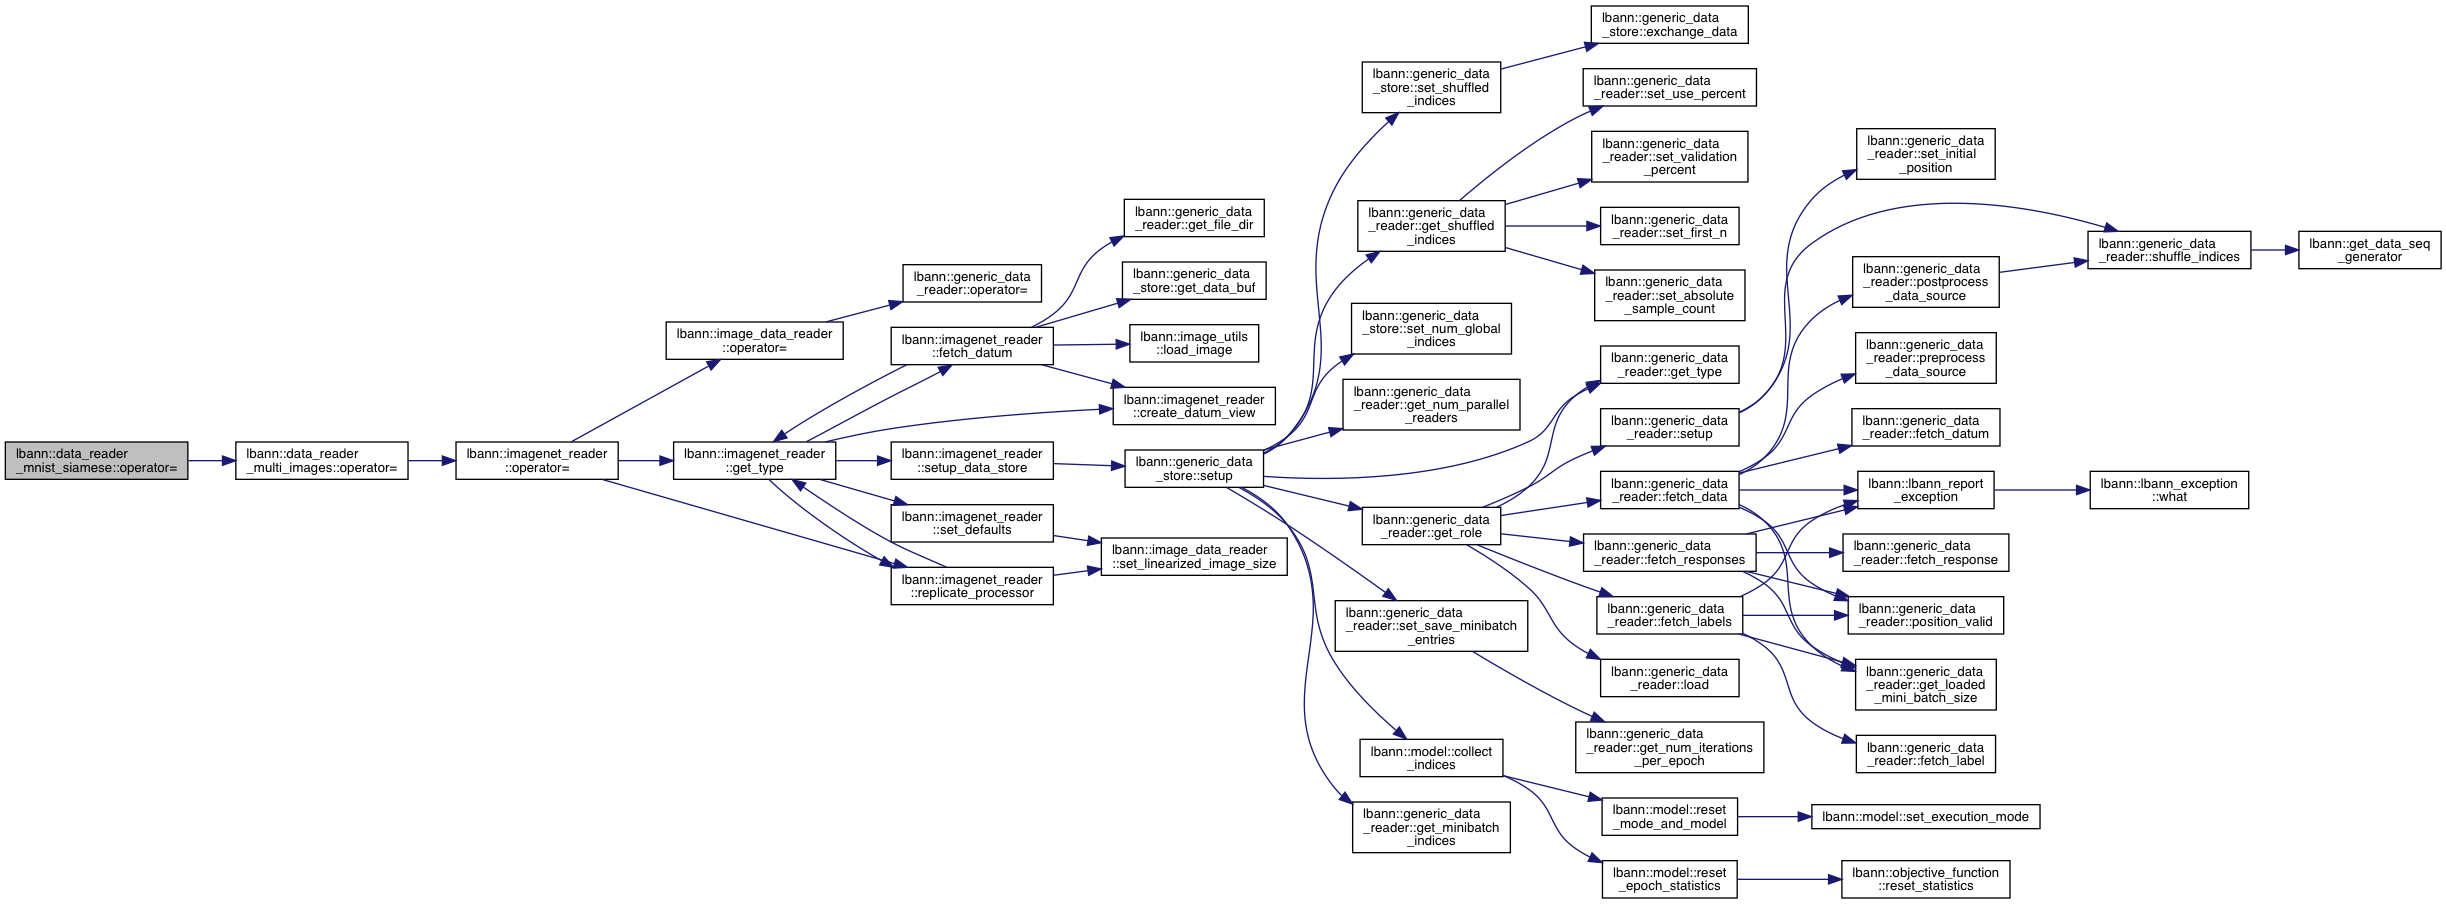 lbann::data_reader
_mnist_siamese::operator=
lbann::data_reader
_multi_images::operator=
lbann::imagenet_reader
::operator=
lbann::image_data_reader
::operator=
lbann::generic_data
_reader::operator=
lbann::imagenet_reader
::get_type
lbann::imagenet_reader
::fetch_datum
lbann::generic_data
_reader::get_file_dir
lbann::generic_data
_store::get_data_buf
lbann::image_utils
::load_image
lbann::imagenet_reader
::create_datum_view
lbann::imagenet_reader
::setup_data_store
lbann::imagenet_reader
::set_defaults
lbann::imagenet_reader
::replicate_processor
lbann::image_data_reader
::set_linearized_image_size
lbann::generic_data
_store::setup
lbann::generic_data
_store::set_shuffled
_indices
lbann::generic_data
_store::exchange_data
lbann::generic_data
_reader::get_shuffled
_indices
lbann::generic_data
_reader::set_use_percent
lbann::generic_data
_reader::set_validation
_percent
lbann::generic_data
_reader::set_first_n
lbann::generic_data
_reader::set_absolute
_sample_count
lbann::generic_data
_store::set_num_global
_indices
lbann::generic_data
_reader::get_num_parallel
_readers
lbann::generic_data
_reader::get_type
lbann::generic_data
_reader::get_role
lbann::generic_data
_reader::setup
lbann::generic_data
_reader::fetch_data
lbann::generic_data
_reader::fetch_responses
lbann::generic_data
_reader::fetch_labels
lbann::generic_data
_reader::load
lbann::generic_data
_reader::set_save_minibatch
_entries
lbann::generic_data
_reader::get_num_iterations
_per_epoch
lbann::model::collect
_indices
lbann::generic_data
_reader::get_minibatch
_indices
lbann::model::reset
_mode_and_model
lbann::model::set_execution_mode
lbann::model::reset
_epoch_statistics
lbann::objective_function
::reset_statistics
lbann::generic_data
_reader::set_initial
_position
lbann::generic_data
_reader::shuffle_indices
lbann::get_data_seq
_generator
lbann::generic_data
_reader::postprocess
_data_source
lbann::generic_data
_reader::preprocess
_data_source
lbann::generic_data
_reader::fetch_datum
lbann::lbann_report
_exception
lbann::lbann_exception
::what
lbann::generic_data
_reader::fetch_response
lbann::generic_data
_reader::position_valid
lbann::generic_data
_reader::get_loaded
_mini_batch_size
lbann::generic_data
_reader::fetch_label